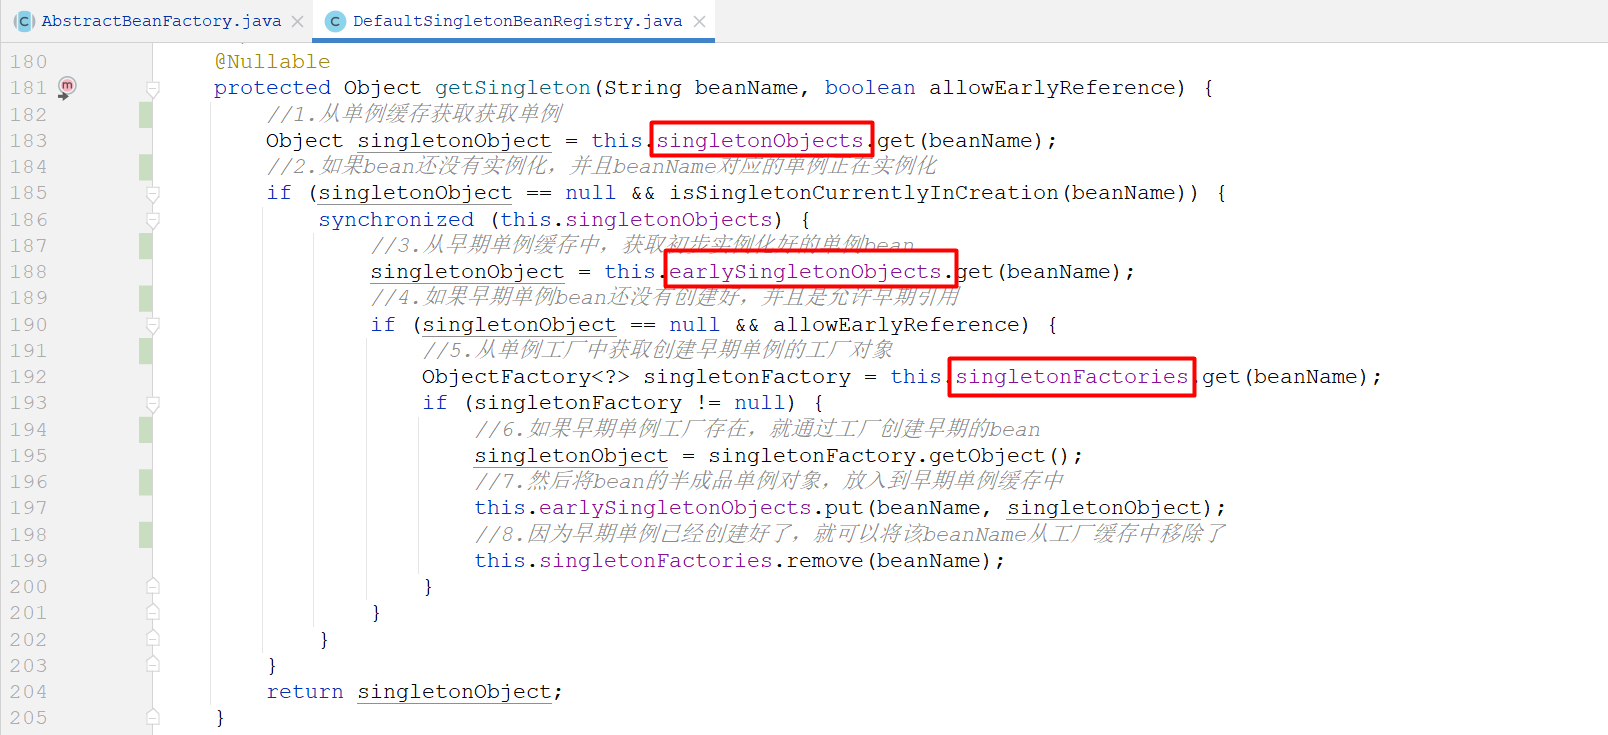 AbstractBeanFactory.java DefaultSingletonBeanRegistry.java
180 @Nullable
181 protected Object getSingleton(String beanName, boolean allowEarlyReference) {
182 //1.从单例缓存获取获取单例
183 Object singletonObject = this.singletonObjects.get(beanName);
184 //2.如果bean还没有实例化，并且beanName对应的单例正在实例化
185 if (singletonObject == null && isSingletonCurrentlyInCreation(beanName)) {
186 synchronized (this.singletonObjects) {
187 //3.从早期单例缓存中，获取初步实例化好的单例bean
188 singletonObject = this.earlySingletonObjects.get(beanName);
189 //4.如果早期单例bean还没有创建好，并且是允许早期引用
190 if (singletonObject == null && allowEarlyReference) {
191 //5.从单例工厂中获取创建早期单例的工厂对象
192 ObjectFactory<?> singletonFactory = this.singletonFactories.get(beanName);
193 if (singletonFactory != null) {
194 //6.如果早期单例工厂存在，就通过工厂创建早期的bean
195 singletonObject = singletonFactory.getObject();
196 //7.然后将bean的半成品单例对象，放入到早期单例缓存中
197 this.earlySingletonObjects.put(beanName, singletonObject);
198 //8.因为早期单例已经创建好了，就可以将该beanName从工厂缓存中移除了
199 this.singletonFactories.remove(beanName);
200 }
201 }
202 }
203 }
204 return singletonObject;
205 }